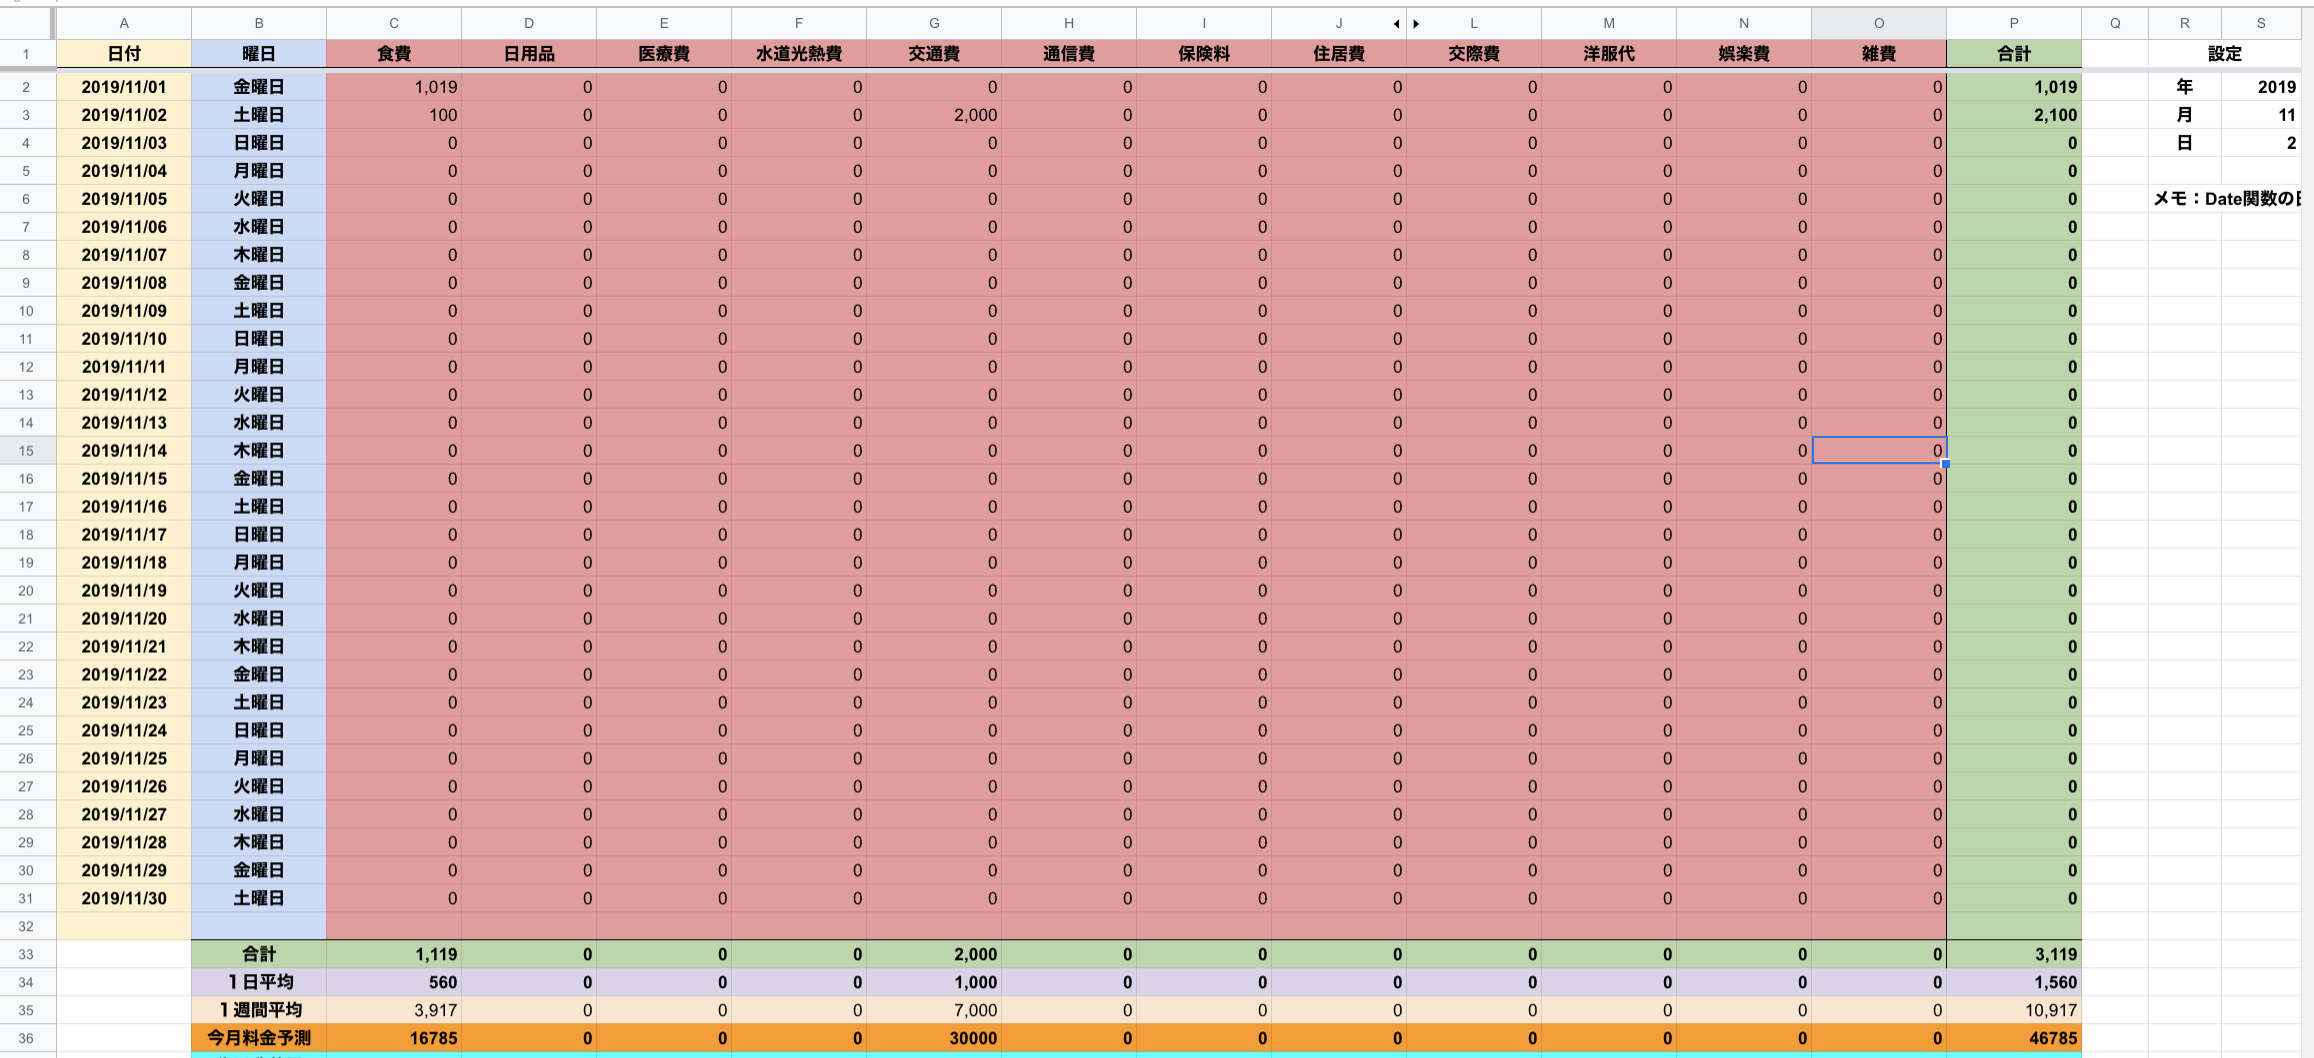 A B C D E F G H I J L M N O P Q R S
1 日付 曜日 食費 日用品 医療費 水道光熱費 交通費 通信費 保険料 住居費 交際費 洋服代 娯楽費 雑費 合計 設定
2 2019/11/01 金曜日 1,019 0 0 0 0 0 0 0 0 0 0 0 1,019 年 2019
3 2019/11/02 土曜日 100 0 0 0 2,000 0 0 0 0 0 0 0 2,100 月 11
4 2019/11/03 日曜日 0 0 0 0 0 0 0 0 0 0 0 0 0 日 2
5 2019/11/04 月曜日 0 0 0 0 0 0 0 0 0 0 0 0 0
6 2019/11/05 火曜日 0 0 0 0 0 0 0 0 0 0 0 0 0 メモ：Date関数の
7 2019/11/06 水曜日 0 0 0 0 0 0 0 0 0 0 0 0 0
8 2019/11/07 木曜日 0 0 0 0 0 0 0 0 0 0 0 0 0
9 2019/11/08 金曜日 0 0 0 0 0 0 0 0 0 0 0 0 0
10 2019/11/09 土曜日 0 0 0 0 0 0 0 0 0 0 0 0 0
11 2019/11/10 日曜日 0 0 0 0 0 0 0 0 0 0 0 0 0
12 2019/11/11 月曜日 0 0 0 0 0 0 0 0 0 0 0 0 0
13 2019/11/12 火曜日 0 0 0 0 0 0 0 0 0 0 0 0 0
14 2019/11/13 水曜日 0 0 0 0 0 0 0 0 0 0 0 0 0
15 2019/11/14 木曜日 0 0 0 0 0 0 0 0 0 0 0 0 0
16 2019/11/15 金曜日 0 0 0 0 0 0 0 0 0 0 0 0 0
17 2019/11/16 土曜日 0 0 0 0 0 0 0 0 0 0 0 0 0
18 2019/11/17 日曜日 0 0 0 0 0 0 0 0 0 0 0 0 0
19 2019/11/18 月曜日 0 0 0 0 0 0 0 0 0 0 0 0 0
20 2019/11/19 火曜日 0 0 0 0 0 0 0 0 0 0 0 0 0
21 2019/11/20 水曜日 0 0 0 0 0 0 0 0 0 0 0 0 0
22 2019/11/21 木曜日 0 0 0 0 0 0 0 0 0 0 0 0 0
23 2019/11/22 金曜日 0 0 0 0 0 0 0 0 0 0 0 0 0
24 2019/11/23 土曜日 0 0 0 0 0 0 0 0 0 0 0 0 0
25 2019/11/24 日曜日 0 0 0 0 0 0 0 0 0 0 0 0 0
26 2019/11/25 月曜日 0 0 0 0 0 0 0 0 0 0 0 0 0
27 2019/11/26 火曜日 0 0 0 0 0 0 0 0 0 0 0 0 0
28 2019/11/27 水曜日 0 0 0 0 0 0 0 0 0 0 0 0 0
29 2019/11/28 木曜日 0 0 0 0 0 0 0 0 0 0 0 0 0
30 2019/11/29 金曜日 0 0 0 0 0 0 0 0 0 0 0 0 0
31 2019/11/30 土曜日 0 0 0 0 0 0 0 0 0 0 0 0 0
32
33 合計 1,119 0 0 0 2,000 0 0 0 0 0 0 0 3,119
34 １日平均 560 0 0 0 1,000 0 0 0 0 0 0 0 1,560
35 １週間平均 3,917 0 0 0 7,000 0 0 0 0 0 0 0 10,917
36 今月料金予測 16785 0 0 0 30000 0 0 0 0 0 0 0 46785